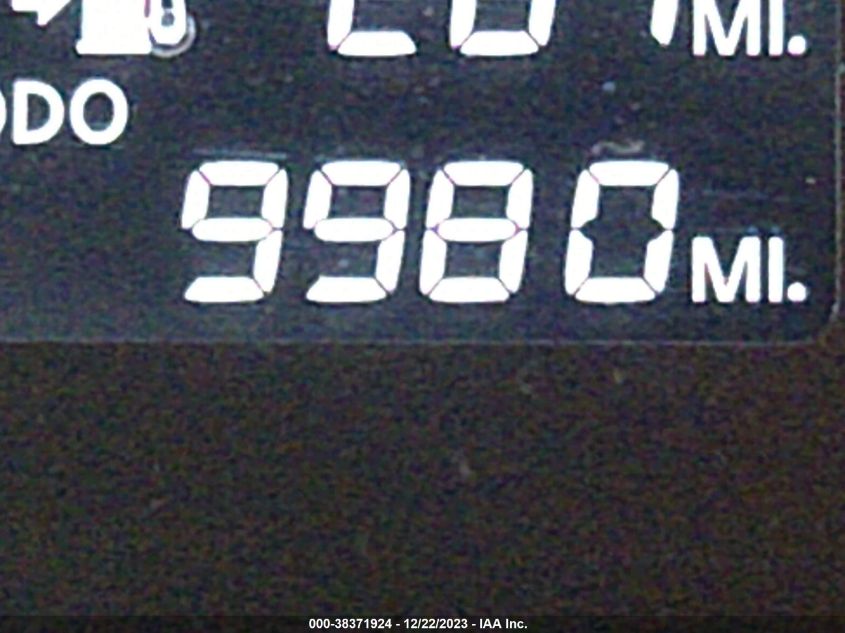 MI.
ODO
9980 MI.
000-38371924 - 12/22/2023 - IAA Inc.